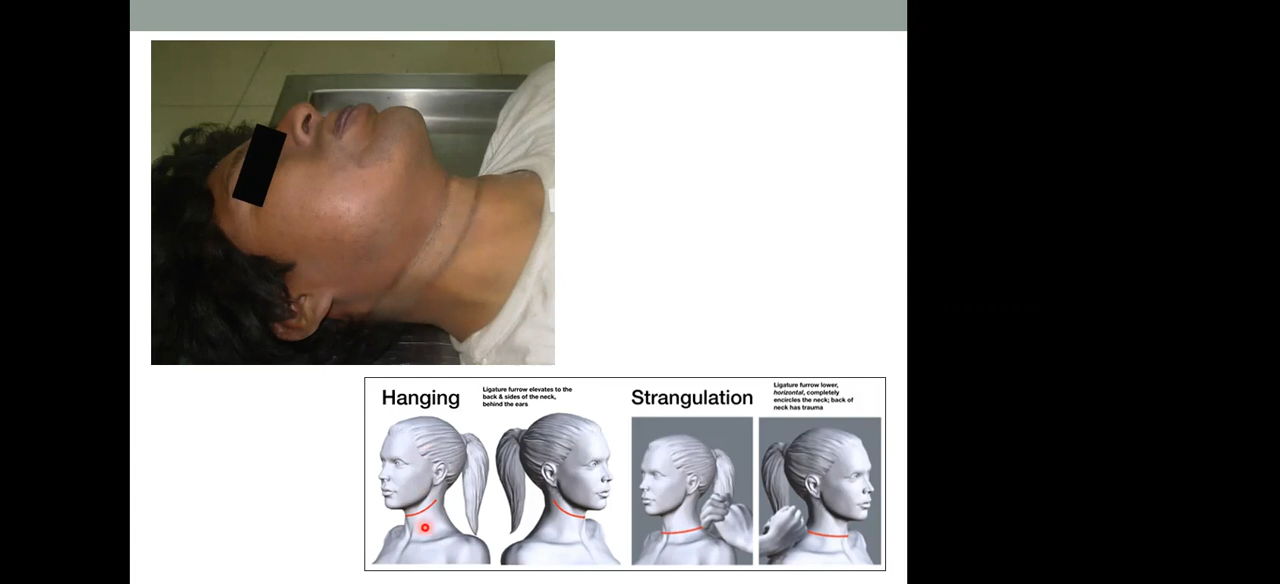 Hanging
Ligature furrow elevates to the
back & sides of the neck,
behind the ears
Strangulation
Ligature furrow lower,
horizontal, completely
encircles the neck; back of
neck has trauma